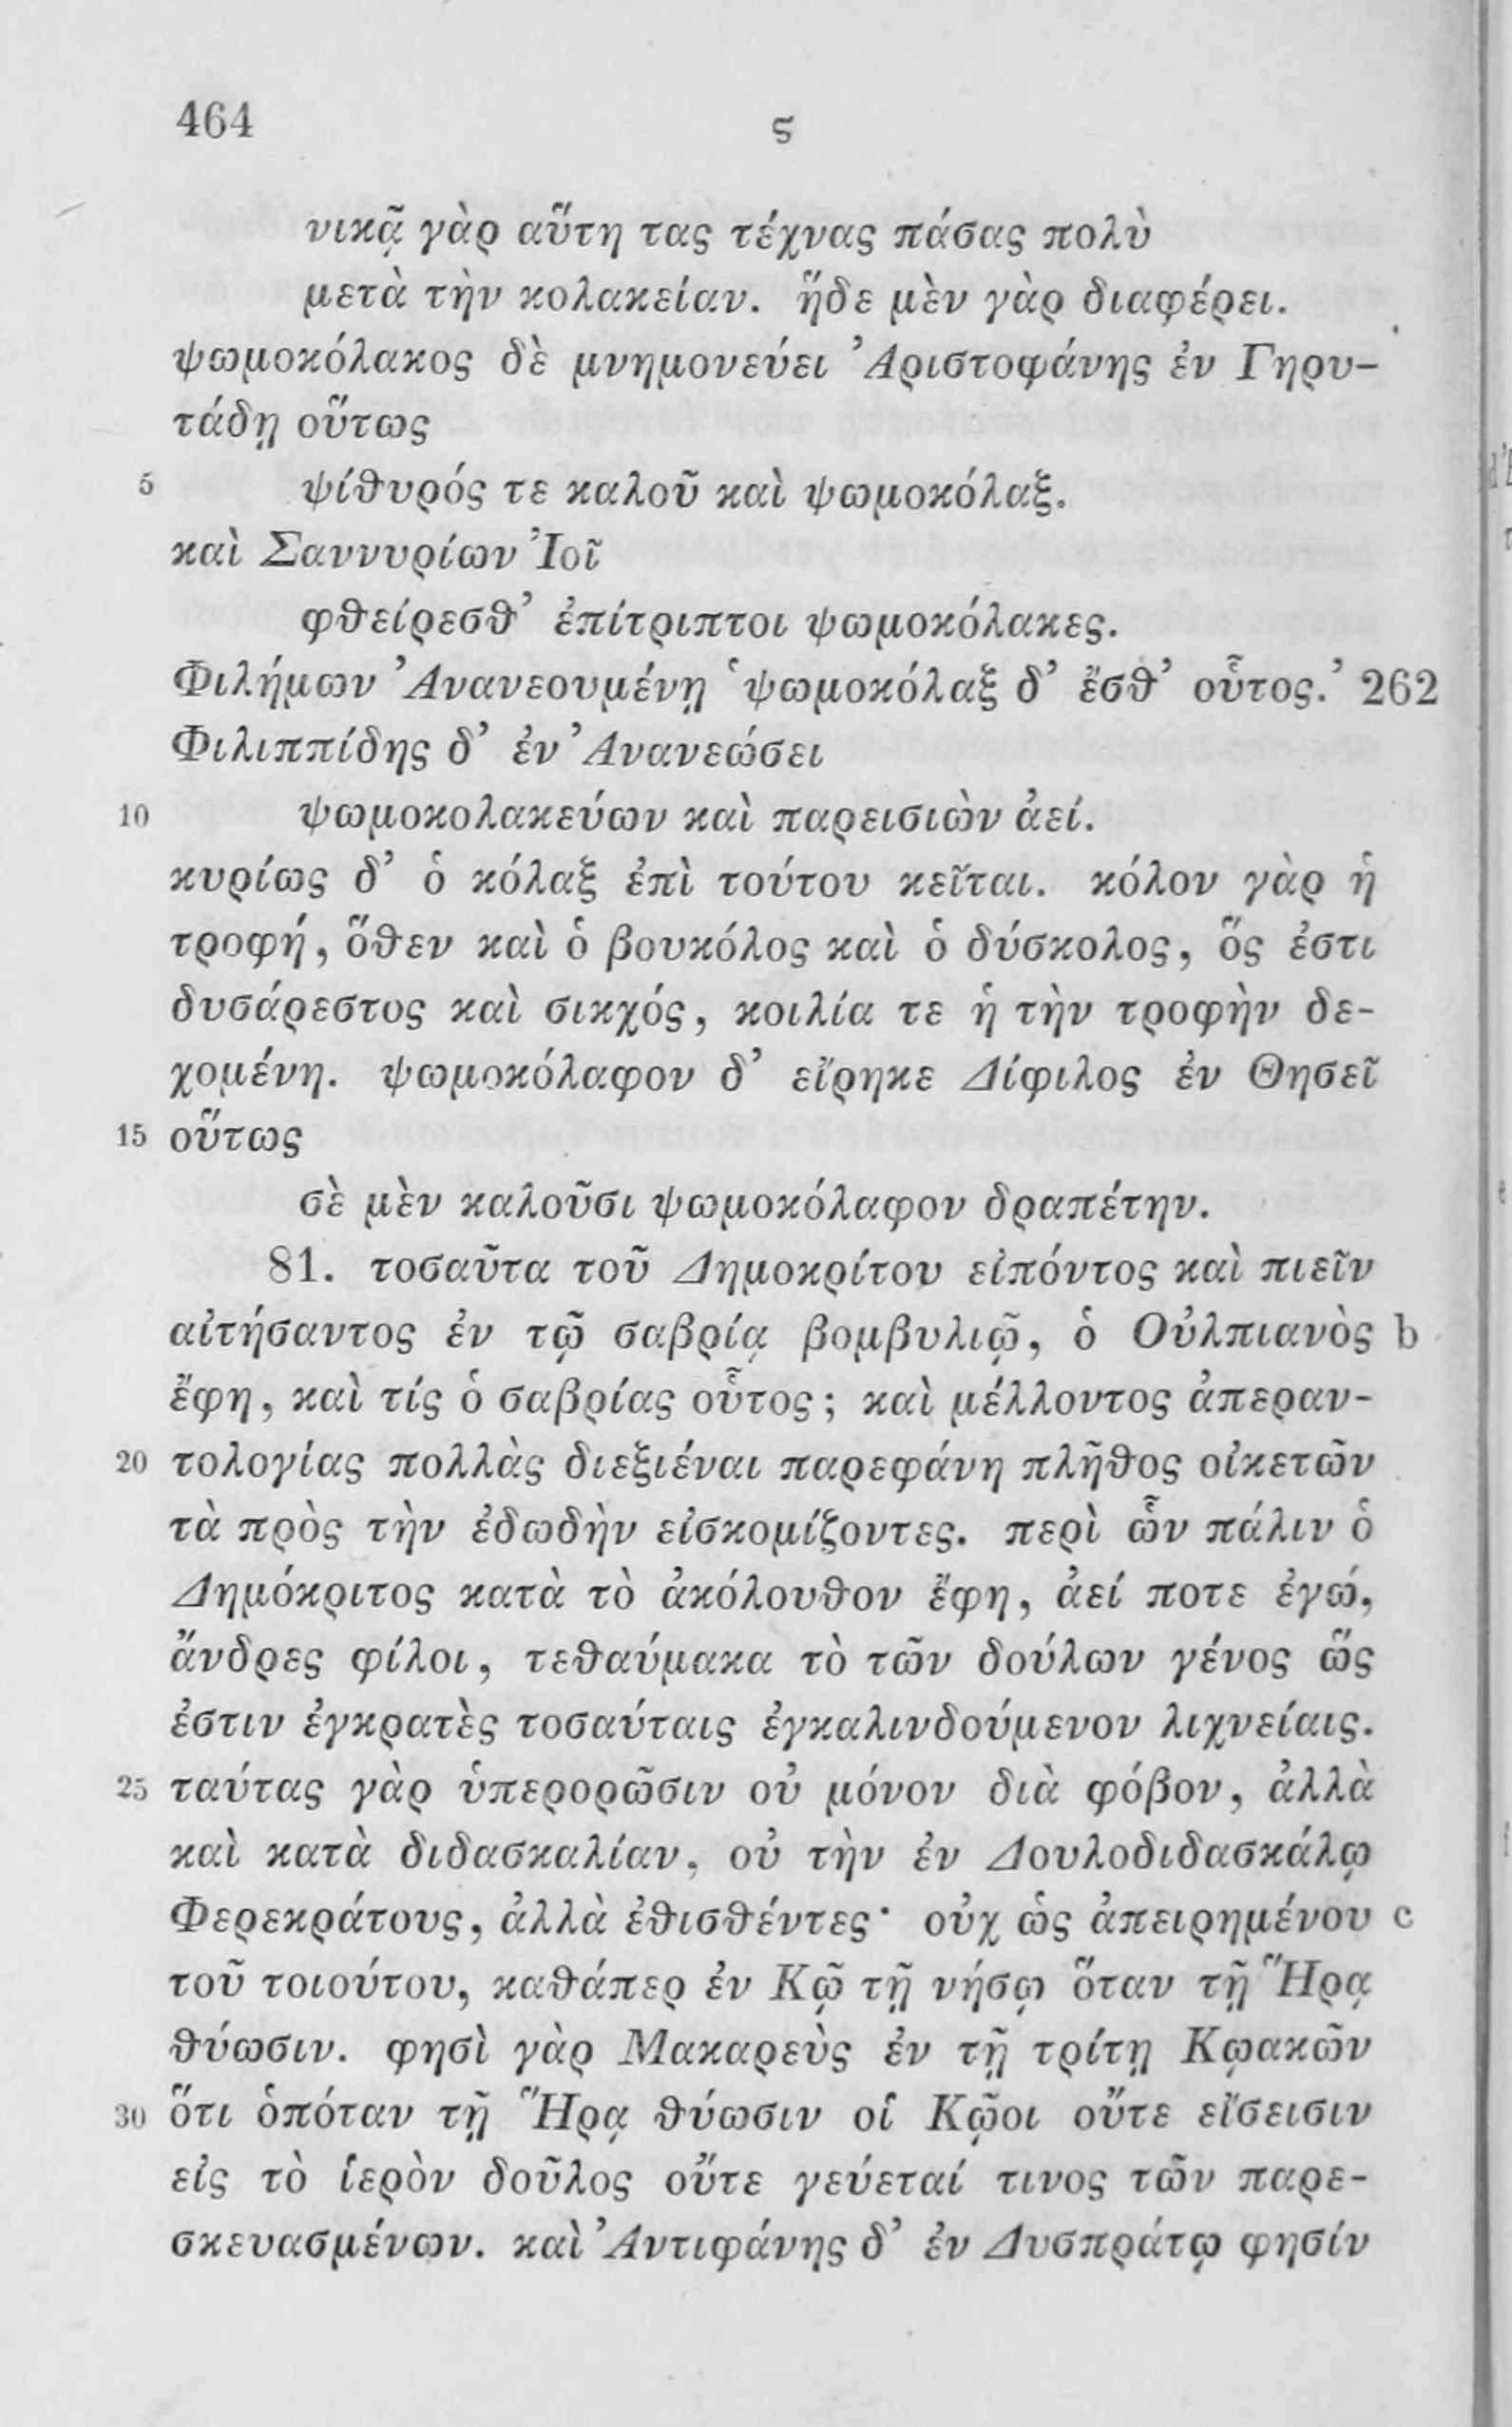 464 ϛ
νικᾷ γὰρ αὕτη τας τέχνας πάσας πολὺ
μετὰ τὴν κολακείαν. ἥδε μὲν γὰρ διαφέρει.
ψωμοκόλακος δὲ μνημονεύει Ἀριστοφάνης ἐν Γηρυ-
τάδῃ οὕτως
5 ψίθυρός τε καλοῦ καὶ ψωμοκόλαξ.
καὶ Σαννυρίων Ἰοῖ
φθείρεσθ’ ἐπίτριπτοι ψωμοκόλακες.
Φιλήμων Ἀνανεουμένῃ ‘ψωμοκόλαξ δ’ ἔσθ’ οὗτος.’ 262
Φιλιππίδης δ’ ἐν Ἀνανεώσει
10 ψωμοκολακεύων καὶ παρεισιὼν ἀεί.
κυρίως δ’ ὁ κόλαξ ἐπὶ τούτου κεῖται. κόλον γὰρ ἡ
τροφή, ὅθεν καὶ ὁ βουκόλος καὶ ὁ δύσκολος, ὅς ἐστι
δυσάρεστος καὶ σικχός, κοιλία τε ἡ τὴν τροφὴν δε-
χομένη. ψωμοκόλαφον δ’ εἴρηκε Δίφιλος ἐν Θησεῖ
15 οὕτως
σὲ μὲν καλοῦσι ψωμοκόλαφον δραπέτην.
81. τοσαῦτα τοῦ Δημοκρίτου εἰπόντος καὶ πιεῖν
αἰτήσαντος ἐν τῷ σαβρίᾳ βομβυλιῷ, ὁ Οὐλπιανὸς b
ἔφη, καὶ τίς ὁ σαβρίας οὗτος; καὶ μέλλοντος ἀπεραν-
20 τολογίας πολλὰς διεξιέναι παρεφάνη πλῆθος οἰκετῶν
τὰ πρὸς τὴν ἐδωδὴν εἰσκομίζοντες. περὶ ὧν πάλιν ὁ
Δημόκριτος κατὰ τὸ ἀκόλουθον ἔφη, ἀεί ποτε ἐγώ,
ἄνδρες φίλοι, τεθαύμακα τὸ τῶν δούλων γένος ὥς
ἐστιν ἐγκρατὲς τοσαύταις ἐγκαλινδούμενον λιχνείαις.
25 ταύτας γὰρ ὑπερορῶσιν οὐ μόνον διὰ φόβον, ἀλλὰ
καὶ κατὰ διδασκαλίαν, οὐ τὴν ἐν Δουλοδιδασκάλῳ
Φερεκράτους, ἀλλὰ ἐθισθέντες· οὐχ ὡς ἀπειρημένου c
τοῦ τοιούτου, καθάπερ ἐν Κῷ τῇ νήσῳ ὅταν τῇ Ἥρᾳ
θύωσιν. φησὶ γὰρ Μακαρεὺς ἐν τῇ τρίτῃ Κῳακῶν
30 ὅτι ὁπόταν τῇ Ἥρᾳ θύωσιν οἱ Κῷοι οὔτε εἴσεισιν
εἰς τὸ ἱερὸν δοῦλος οὔτε γεύεταί τινος τῶν παρε-
σκευασμένων. καὶ Ἀντιφάνης δ’ ἐν Δυσπράτῳ φησίν